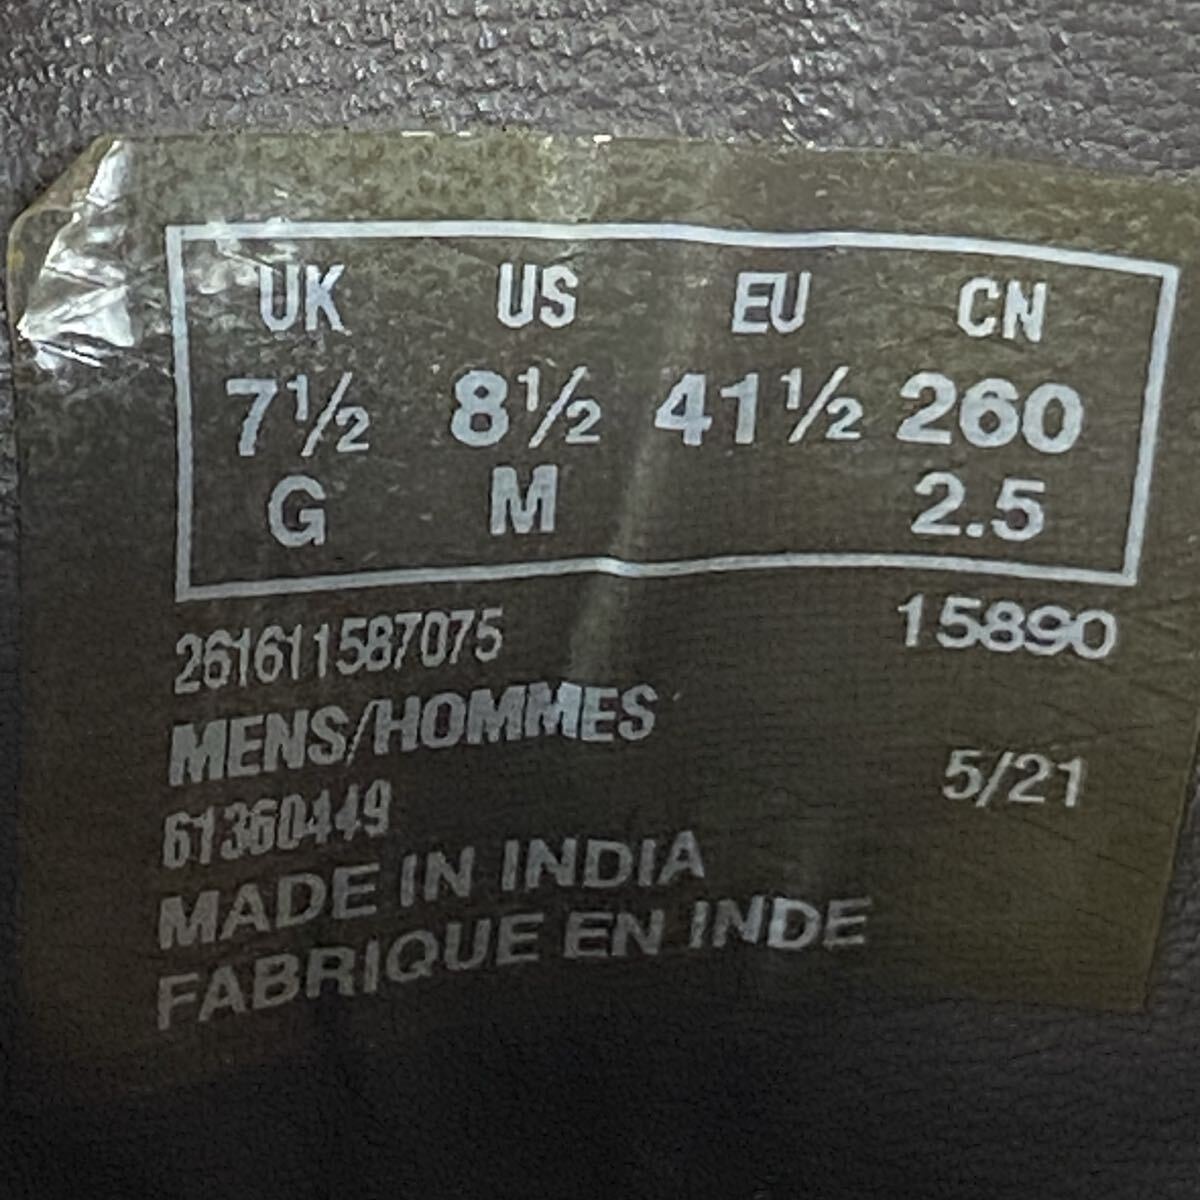 UK US EU CN
7½ 8½ 41½ 260
G M 2.5
261611587075 15890
MENS/HOMMES
61360449 5/21
MADE IN INDIA
FABRIQUE EN INDE